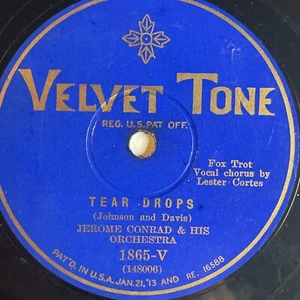 VELVET TONE
REG. U.S. PAT OFF.
Fox Trot
Vocal chorus by
Lester Cortes
TEAR DROPS
(Johnson and Davis)
JEROME CONRAD & HIS
ORCHESTRA
1865-V
(148006)
PAT'D. IN U.S.A. JAN. 21, '13 AND RE. 16588